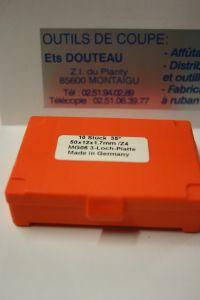 OUTILS DE COUPE:
Ets DOUTEAU
Z.I. du Planty
85600 MONTAIGU
Tél : 02.51.94.02.89
Télécopie : 02.51.06.39.77
- Affûta
- Distrib
et outill
- Fabrica
à ruban
10 Stück 35°
50x12x1.7mm /Z4
MG06 3-Loch-Platte
Made in Germany